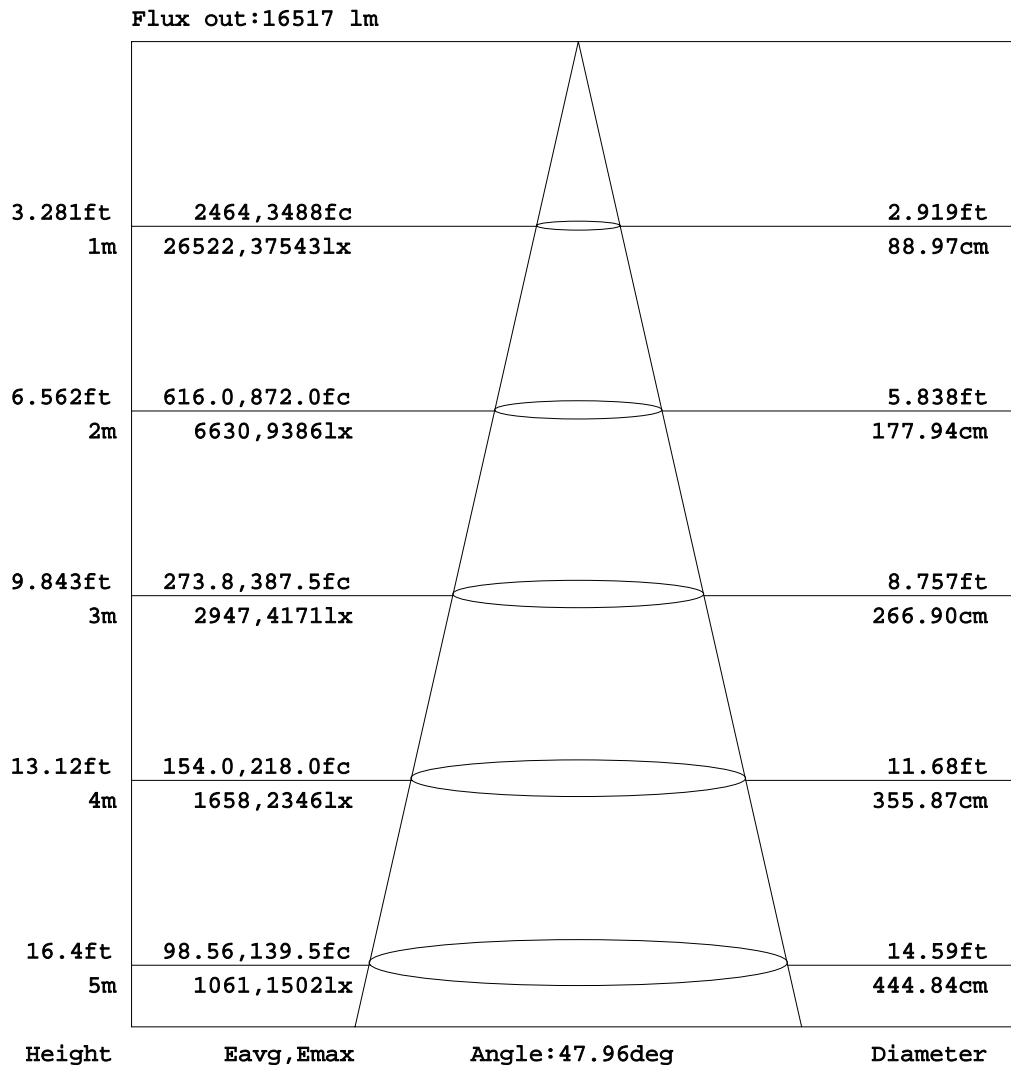 Flux out:16517 lm
3.281ft 2464,3488fc 2.919ft
1m 26522,37543lx 88.97cm
6.562ft 616.0,872.0fc 5.838ft
2m 6630,9386lx 177.94cm
9.843ft 273.8,387.5fc 8.757ft
3m 2947,4171lx 266.90cm
13.12ft 154.0,218.0fc 11.68ft
4m 1658,2346lx 355.87cm
16.4ft 98.56,139.5fc 14.59ft
5m 1061,1502lx 444.84cm
Height Eavg,Emax Angle:47.96deg Diameter